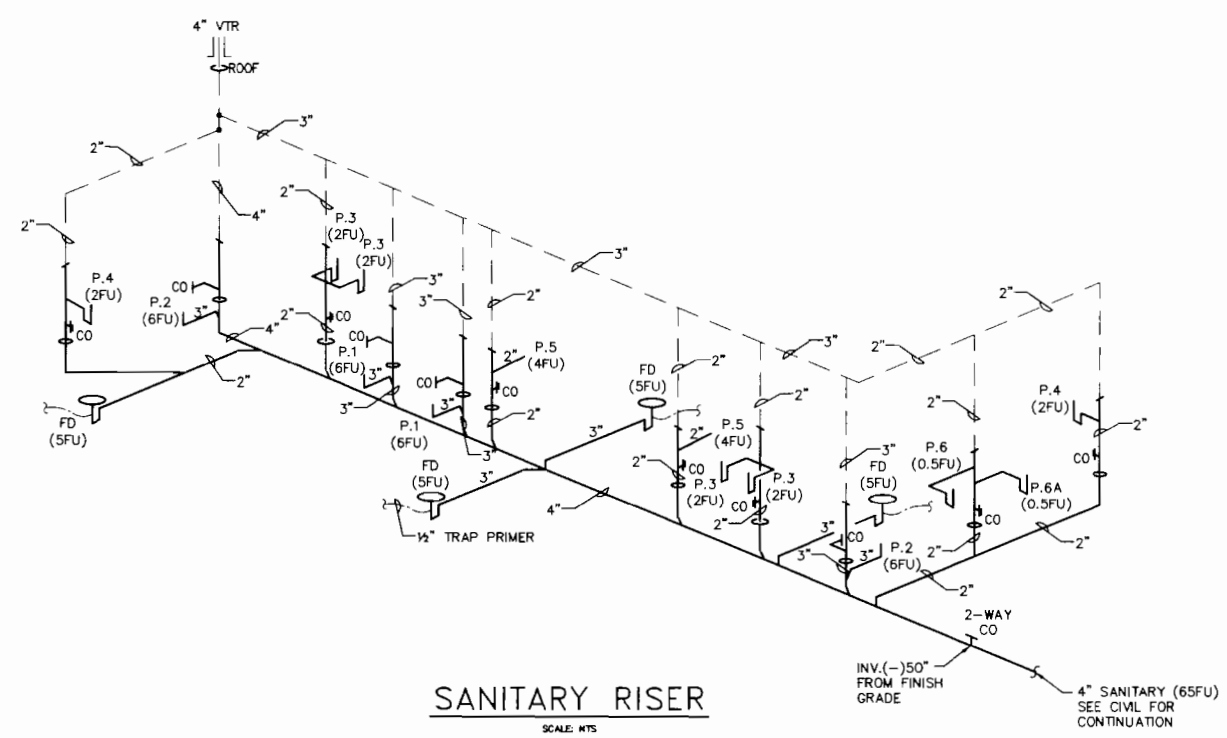 4" VTR
ROOF
3"
2"
2"
4"
2"
P.3
(2FU)
P.3
(2FU)
2"
P.4
(2FU)
CO
CO
P.2
(6FU)
3"
4"
2"
CO
CO
P.1
(6FU)
3"
3"
3"
3"
2"
3"
2"
P.5
(4FU)
CO
CO
P.1
(6FU)
3"
2"
2"
FD
(5FU)
FD
(5FU)
3"
FD
(5FU)
3"
½" TRAP PRIMER
4"
2"
2"
P.5
(4FU)
2"
CO
P.3
(2FU)
P.3
(2FU)
CO
2"
2"
3"
3"
FD
(5FU)
3"
CO
3"
3"
P.2
(6FU)
2"
2"
2"
P.6
(0.5FU)
P.6A
(0.5FU)
CO
2"
P.4
(2FU)
2"
CO
2"
2"
2-WAY
CO
INV.(-)50"
FROM FINISH
GRADE
4" SANITARY (65FU)
SEE CIVIL FOR
CONTINUATION
SANITARY RISER
SCALE: NTS